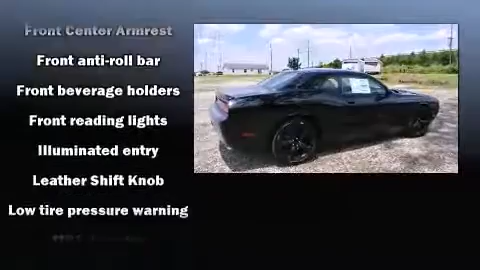 Front Center Armrest
Front anti-roll bar
Front beverage holders
Front reading lights
Illuminated entry
Leather Shift Knob
Low tire pressure warning